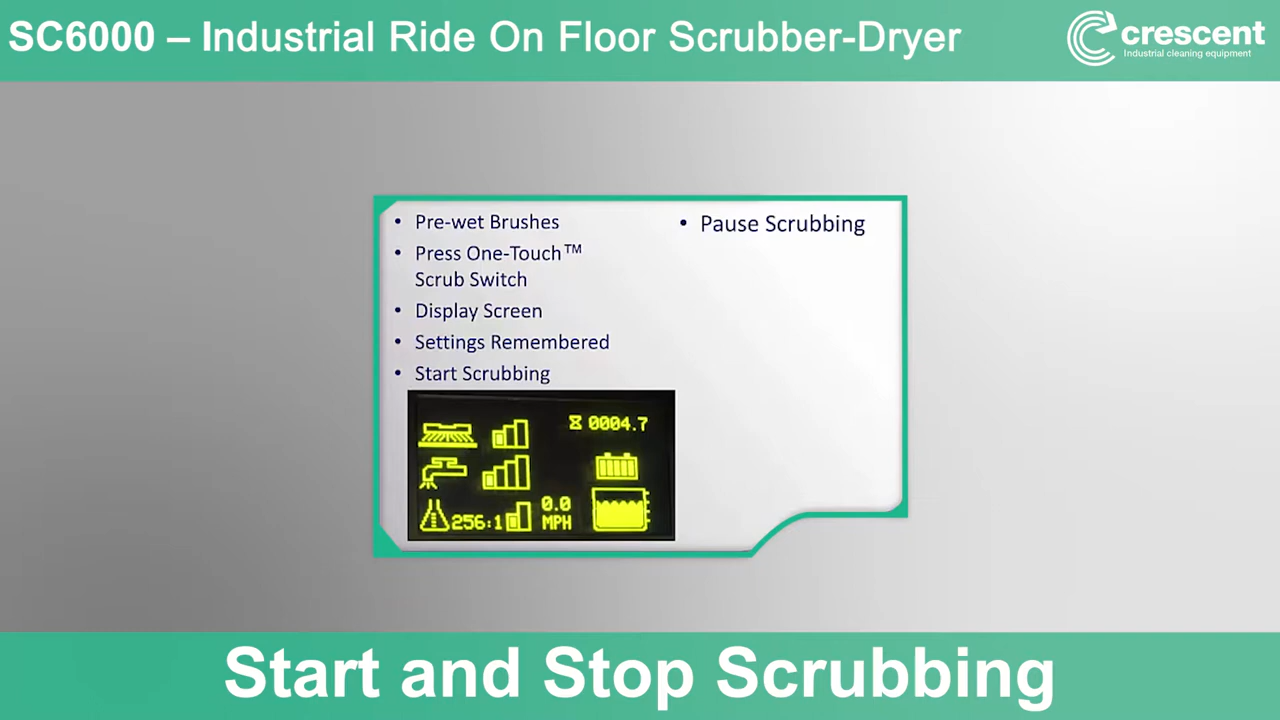 SC6000 – Industrial Ride On Floor Scrubber-Dryer
crescent
Industrial cleaning equipment
• Pre-wet Brushes
• Press One-Touch™
Scrub Switch
• Display Screen
• Settings Remembered
• Start Scrubbing
• Pause Scrubbing
0004.7
256:1
0.0
MPH
Start and Stop Scrubbing